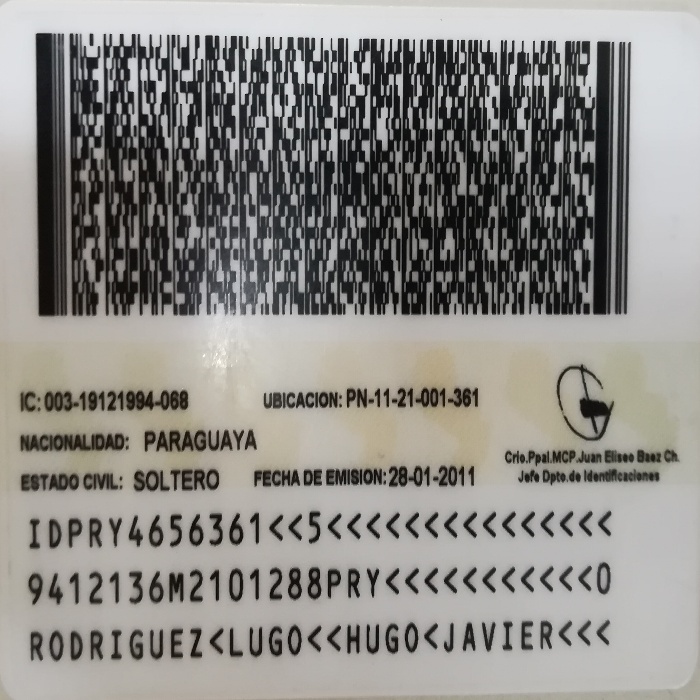 IC: 003-19121994-068 UBICACION: PN-11-21-001-361
NACIONALIDAD: PARAGUAYA
Crio.Ppal.MCP.Juan Eliseo Baez Ch.
ESTADO CIVIL: SOLTERO FECHA DE EMISION: 28-01-2011
Jefe Dpto.de Identificaciones
IDPRY4656361<<5<<<<<<<<<<<<<<<
9412136M2101288PRY<<<<<<<<<<<0
RODRIGUEZ<LUGO<<HUGO<JAVIER<<<